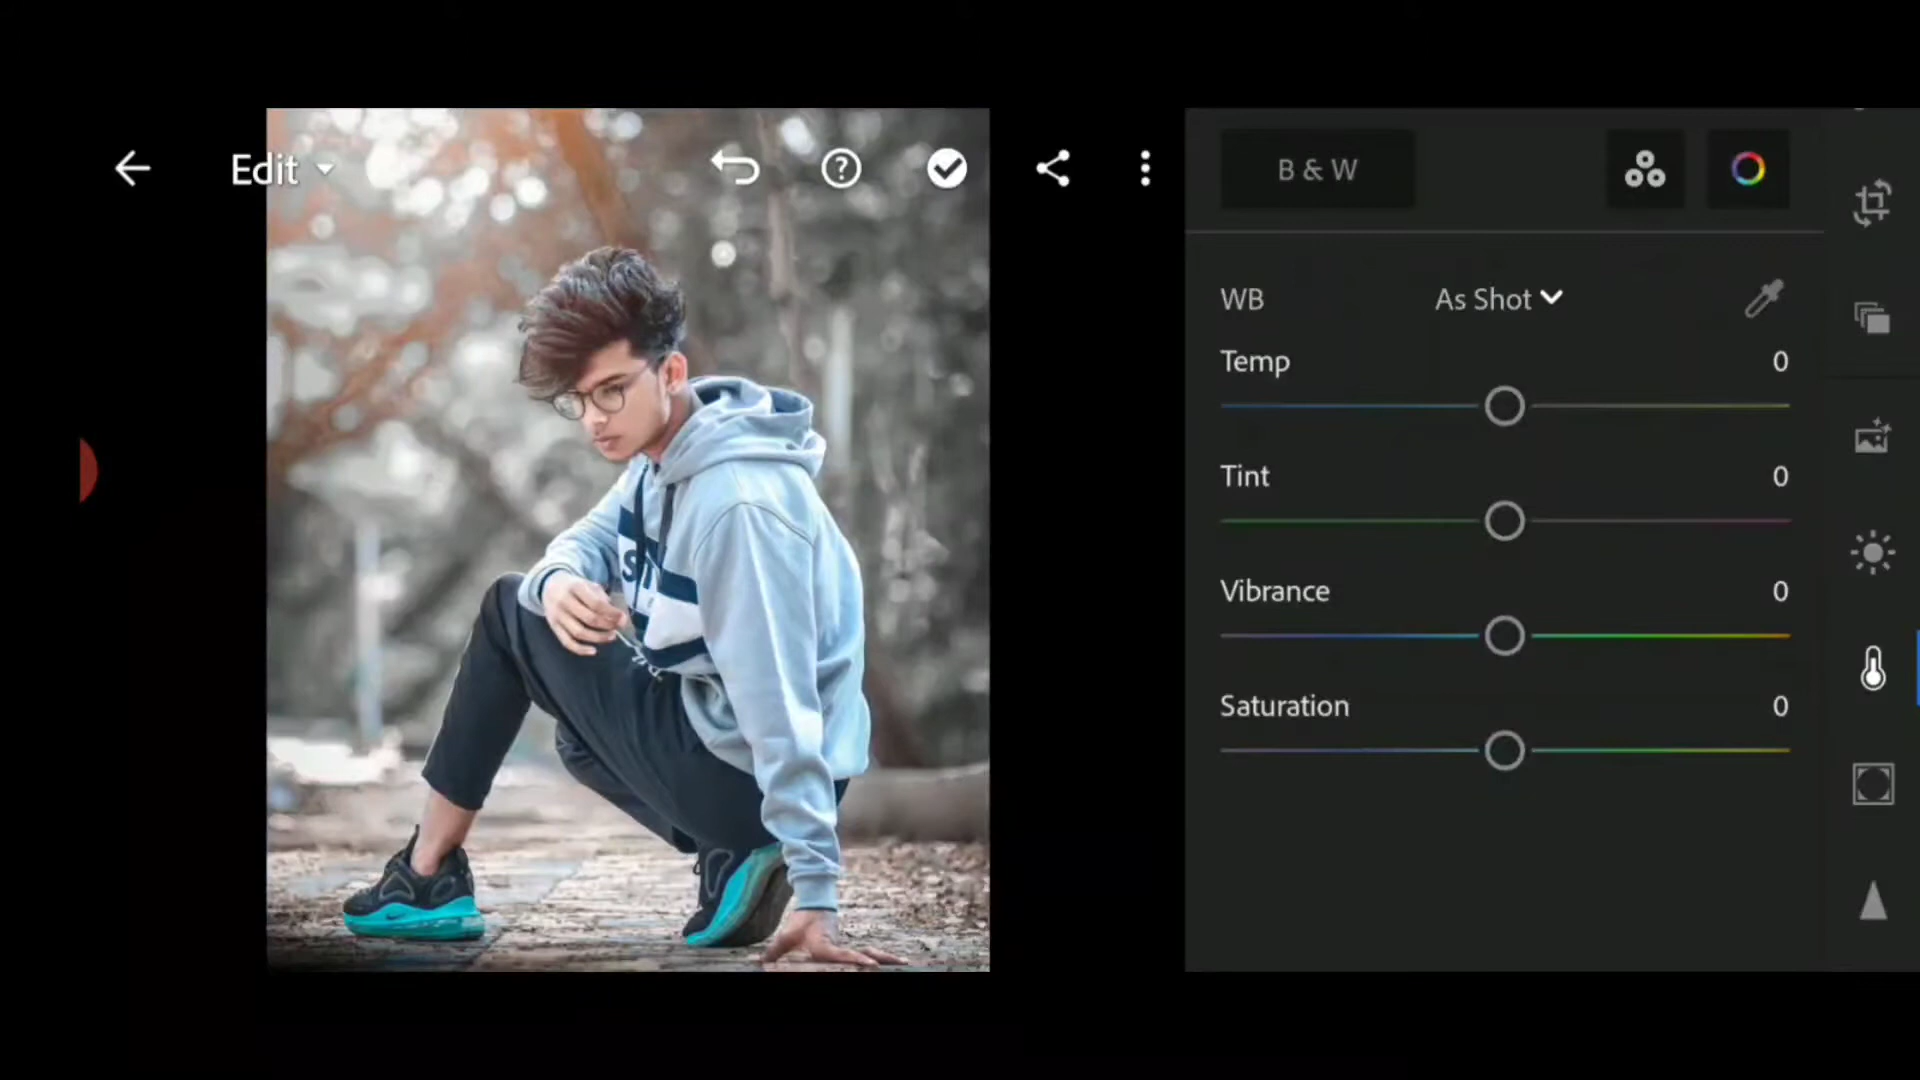 Edit
B & W
WB As Shot
Temp 0
Tint 0
Vibrance 0
Saturation 0